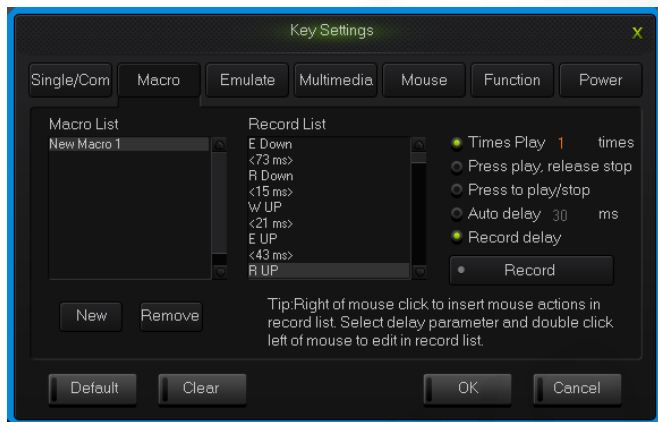 Key Settings
X
Single/Com Macro Emulate Multimedia Mouse Function Power
Macro List
New Macro 1
Record List
E Down
<73 ms>
R Down
<15 ms>
W UP
<21 ms>
E UP
<43 ms>
R UP
Times Play 1 times
Press play, release stop
Press to play/stop
Auto delay 30 ms
Record delay
Record
New Remove
Tip:Right of mouse click to insert mouse actions in
record list. Select delay parameter and double click
left of mouse to edit in record list.
Default Clear OK Cancel